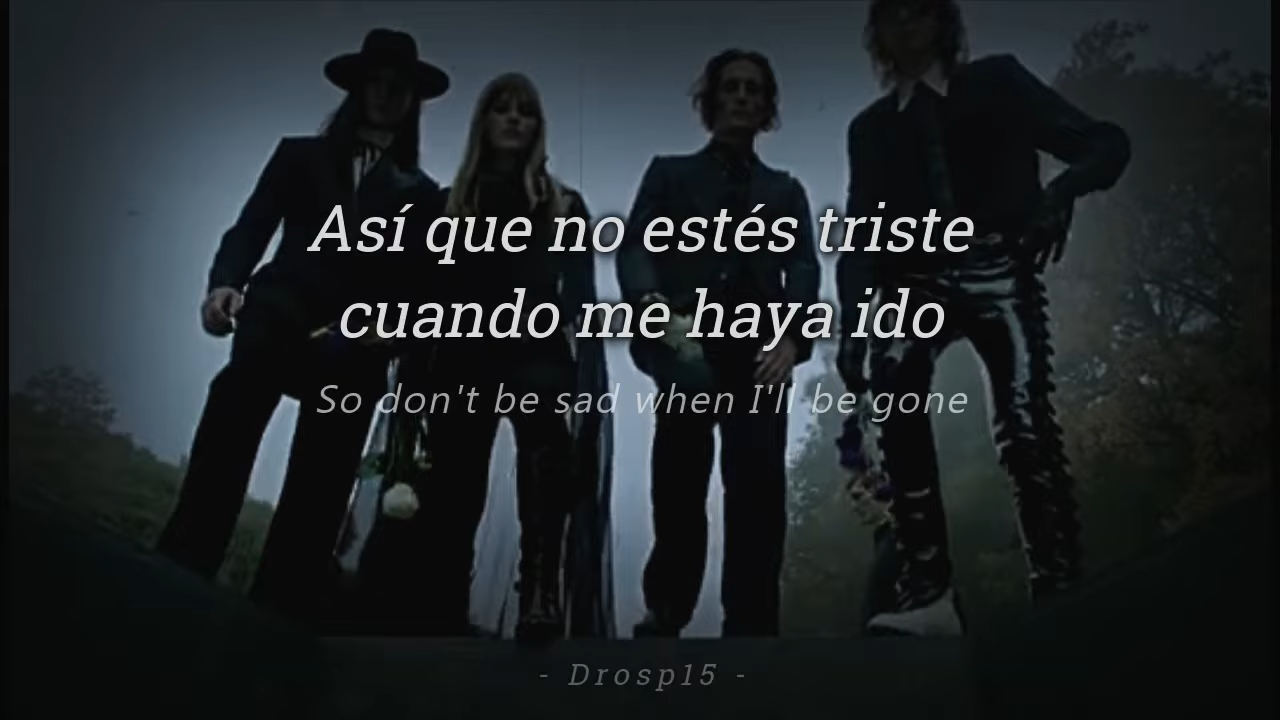 Así que no estés triste
cuando me haya ido
So don't be sad when I'll be gone
- Drosp15 -